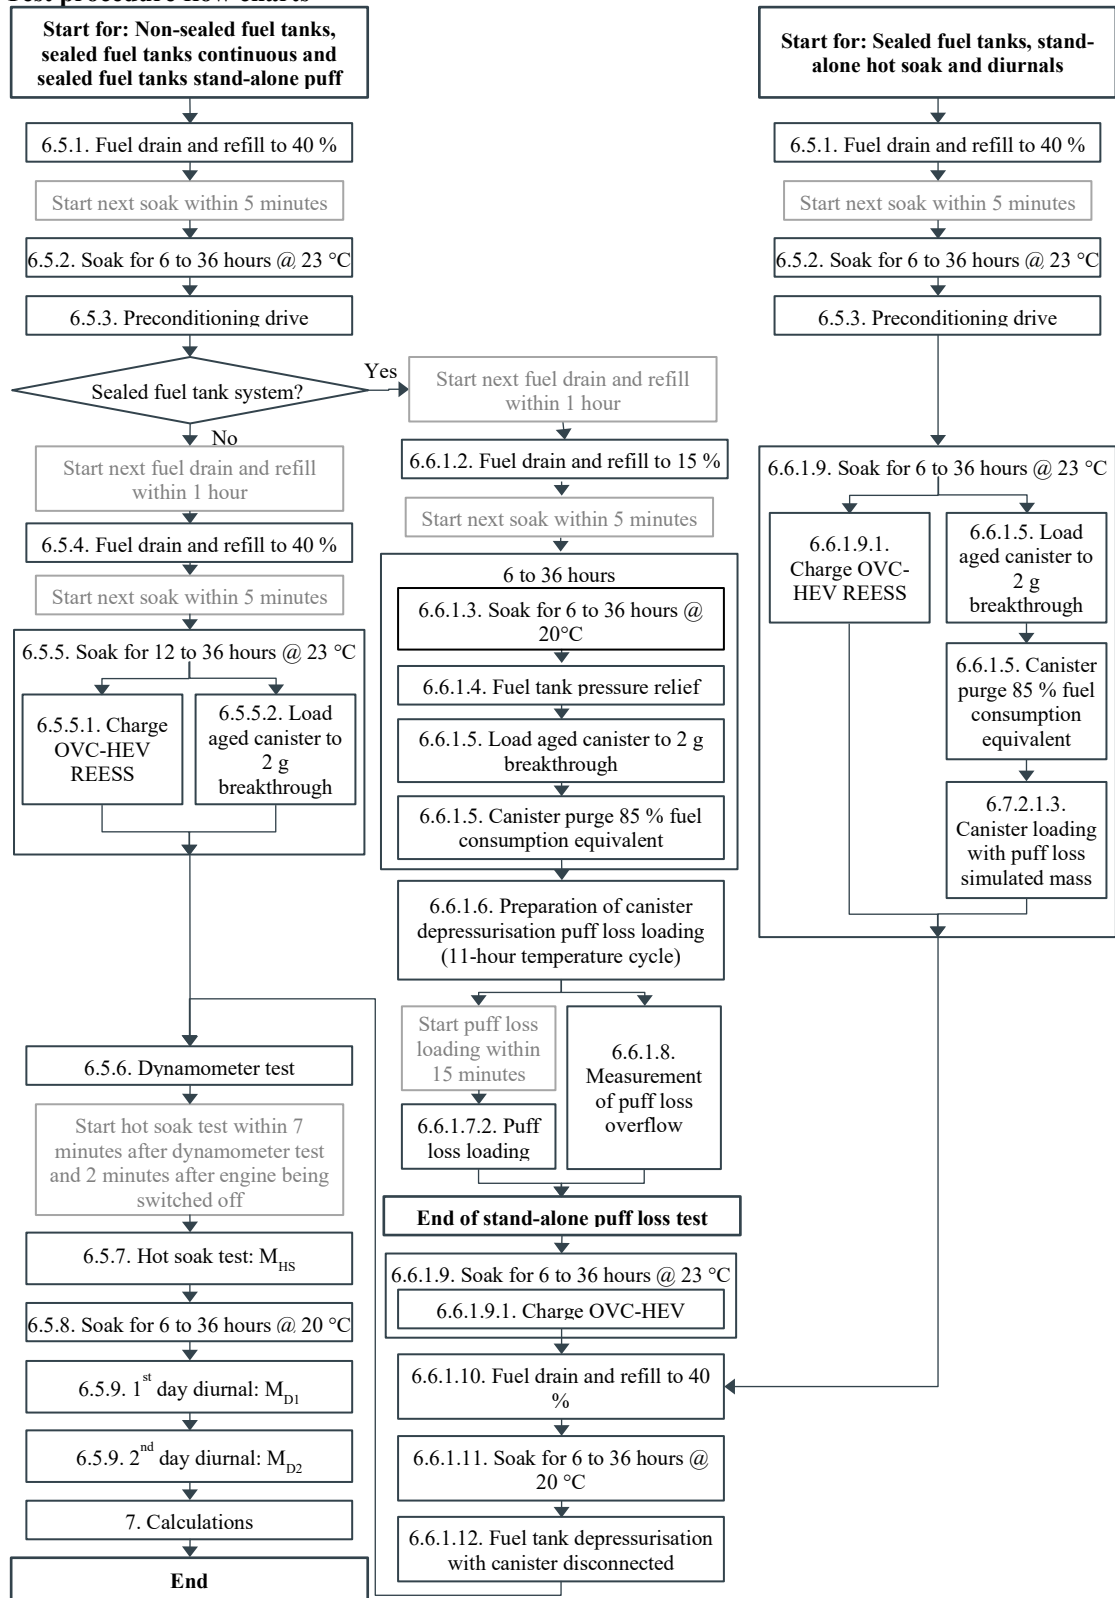 Test procedure flow charts
Start for: Non-sealed fuel tanks,
sealed fuel tanks continuous and
sealed fuel tanks stand-alone puff
6.5.1. Fuel drain and refill to 40 %
Start next soak within 5 minutes
6.5.2. Soak for 6 to 36 hours @ 23 °C
6.5.3. Preconditioning drive
Sealed fuel tank system?
Yes
No
Start next fuel drain and refill
within 1 hour
6.5.4. Fuel drain and refill to 40 %
Start next soak within 5 minutes
6.5.5. Soak for 12 to 36 hours @ 23 °C
6.5.5.1. Charge
OVC-HEV
REESS
6.5.5.2. Load
aged canister to
2 g
breakthrough
6.5.6. Dynamometer test
Start hot soak test within 7
minutes after dynamometer test
and 2 minutes after engine being
switched off
6.5.7. Hot soak test: M_HS
6.5.8. Soak for 6 to 36 hours @ 20 °C
6.5.9. 1st day diurnal: M_D1
6.5.9. 2nd day diurnal: M_D2
7. Calculations
End
Start next fuel drain and refill
within 1 hour
6.6.1.2. Fuel drain and refill to 15 %
Start next soak within 5 minutes
6 to 36 hours
6.6.1.3. Soak for 6 to 36 hours @
20°C
6.6.1.4. Fuel tank pressure relief
6.6.1.5. Load aged canister to 2 g
breakthrough
6.6.1.5. Canister purge 85 % fuel
consumption equivalent
6.6.1.6. Preparation of canister
depressurisation puff loss loading
(11-hour temperature cycle)
Start puff loss
loading within
15 minutes
6.6.1.7.2. Puff
loss loading
6.6.1.8.
Measurement
of puff loss
overflow
End of stand-alone puff loss test
6.6.1.9. Soak for 6 to 36 hours @ 23 °C
6.6.1.9.1. Charge OVC-HEV
6.6.1.10. Fuel drain and refill to 40
%
6.6.1.11. Soak for 6 to 36 hours @
20 °C
6.6.1.12. Fuel tank depressurisation
with canister disconnected
Start for: Sealed fuel tanks, stand-
alone hot soak and diurnals
6.5.1. Fuel drain and refill to 40 %
Start next soak within 5 minutes
6.5.2. Soak for 6 to 36 hours @ 23 °C
6.5.3. Preconditioning drive
6.6.1.9. Soak for 6 to 36 hours @ 23 °C
6.6.1.9.1.
Charge OVC-
HEV REESS
6.6.1.5. Load
aged canister to
2 g
breakthrough
6.6.1.5. Canister
purge 85 % fuel
consumption
equivalent
6.7.2.1.3.
Canister loading
with puff loss
simulated mass